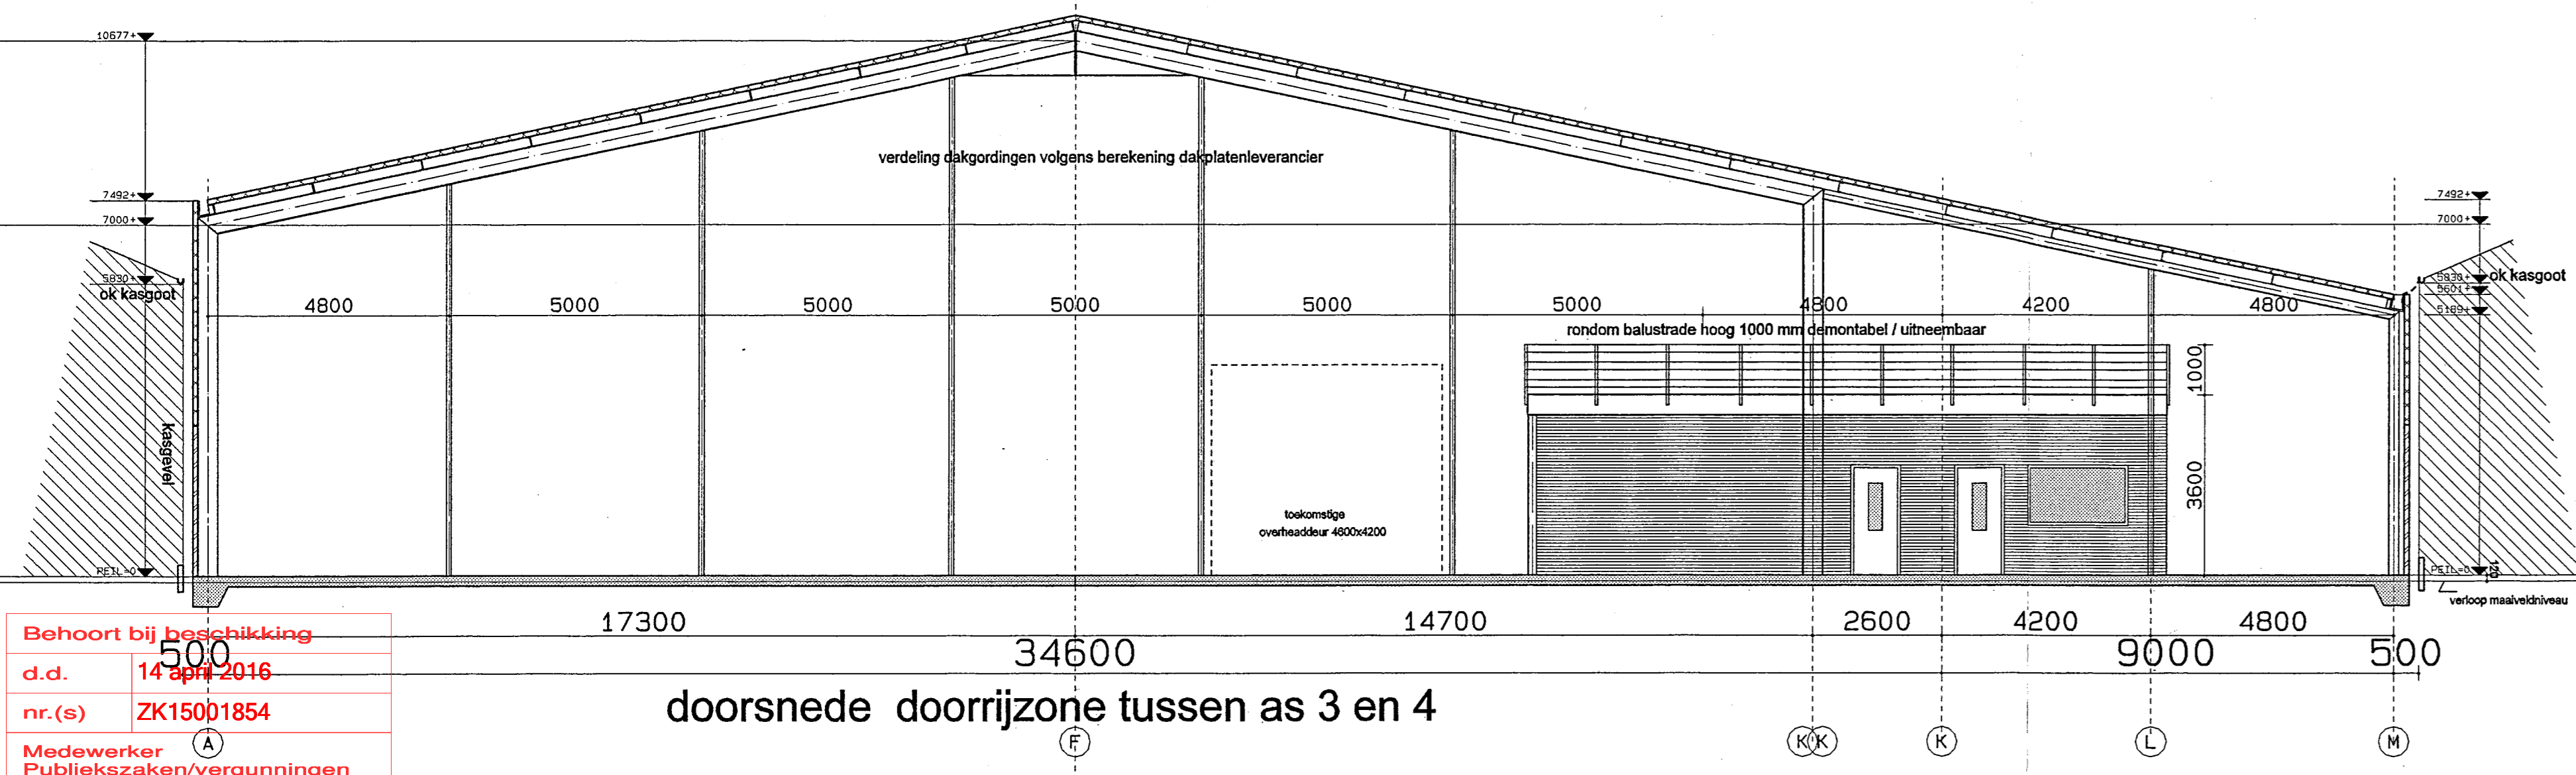 10677+
verdeling dakgordingen volgens berekening dakplatenleverancier
7492+
7492+
7000+
7000+
5830+
ok kasgoot
5830+
ok kasgoot
5601+
5189+
4800 5000 5000 5000 5000 5000 4800 4200 4800
rondom balustrade hoog 1000 mm demontabel / uitneembaar
1000
3600
kasgevel
toekomstige
overheaddeur 4600x4200
PEIL=0
PEIL=0
120
verloop maaiveldniveau
17300 14700 2600 4200 4800
500 34600 9000 500
doorsnede doorrijzone tussen as 3 en 4
A F K K K L M
Behoort bij beschikking
d.d. 14 april 2016
nr.(s) ZK15001854
Medewerker
Publiekszaken/vergunningen